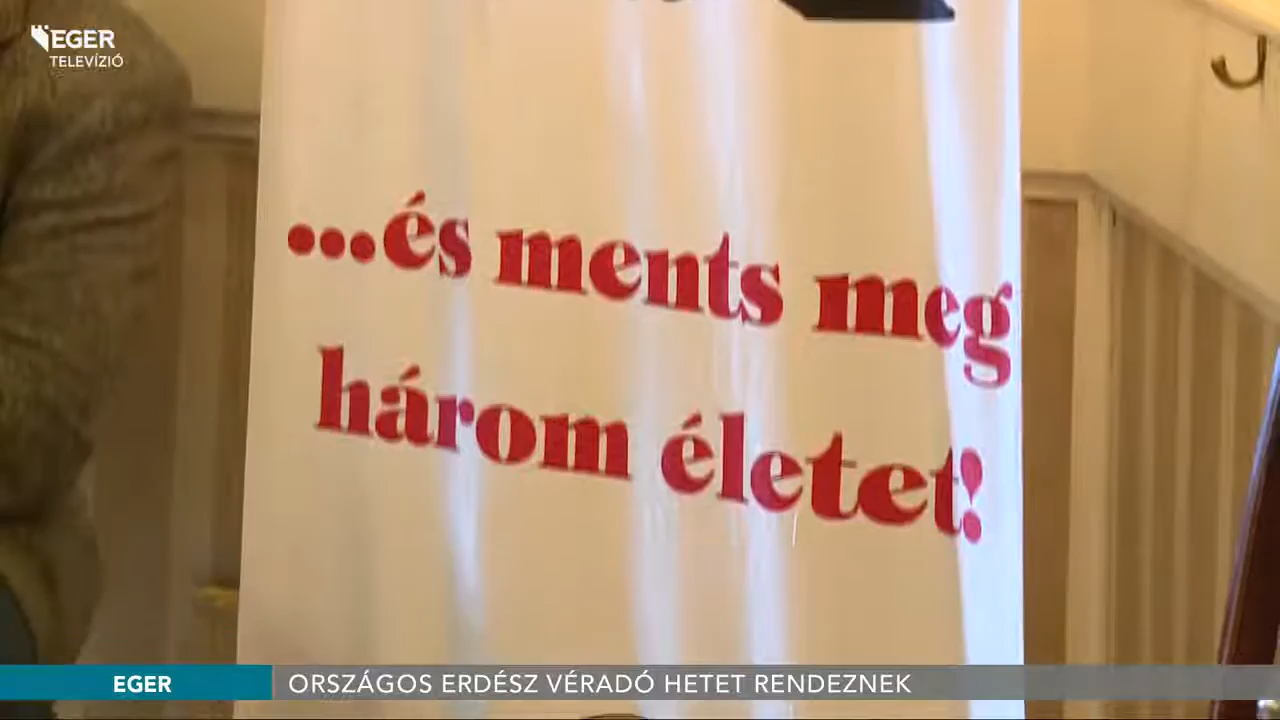 EGER
TELEVÍZIÓ
...és ments meg
három életet!
EGER
ORSZÁGOS ERDÉSZ VÉRADÓ HETET RENDEZNEK